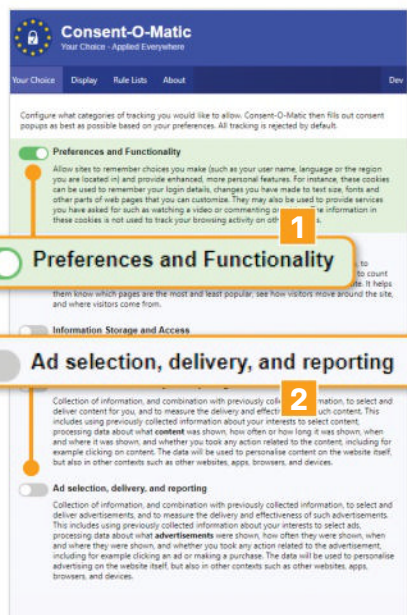 Consent-O-Matic
Your Choice - Applied Everywhere
Your Choice Display Rule Lists About Dev
Configure what categories of tracking you would like to allow. Consent-O-Matic then fills out consent
popups as best as possible based on your preferences. All tracking is rejected by default.
Preferences and Functionality
Allow sites to remember choices you make (such as your user name, language or the region
you are located in) and provide enhanced, more personal features. For instance, these cookies
can be used to remember your login details, changes you have made to text size, fonts and
other parts of web pages that you can customize. They may also be used to provide services
you have asked for such as watching a video or commenting on The information in
these cookies is not used to track your browsing activity on
1
Preferences and Functionality
to
to count
It helps
them know which pages are the most and least popular, see how visitors move around the site,
and where visitors come from.
Information Storage and Access
Ad selection, delivery, and reporting
2
Collection of information, and combination with previously to select and
deliver content for you, and to measure the delivery and such content. This
includes using previously collected information about your interests to select content,
processing data about what content was shown, how often or how long it was shown, when
and where it was shown, and whether you took any action related to the content, including for
example clicking on content. The data will be used to personalise content on the website itself,
but also in other contexts such as other websites, apps, browsers, and devices.
Ad selection, delivery, and reporting
Collection of information, and combination with previously collected information, to select and
deliver advertisements, and to measure the delivery and effectiveness of such advertisements.
This includes using previously collected information about your interests to select ads,
processing data about what advertisements were shown, how often they were shown, when
and where they were shown, and whether you took any action related to the advertisement,
including for example clicking an ad or making a purchase. The data will be used to personalise
advertising on the website itself, but also in other contexts such as other websites, apps,
browsers, and devices.